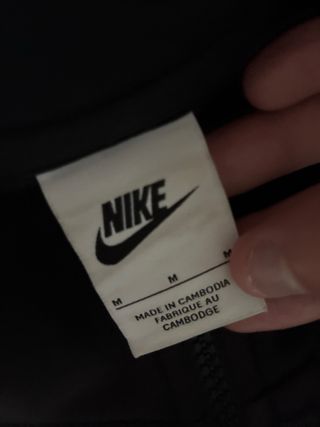 NIKE
M M M
MADE IN CAMBODIA
FABRIQUE AU
CAMBODGE